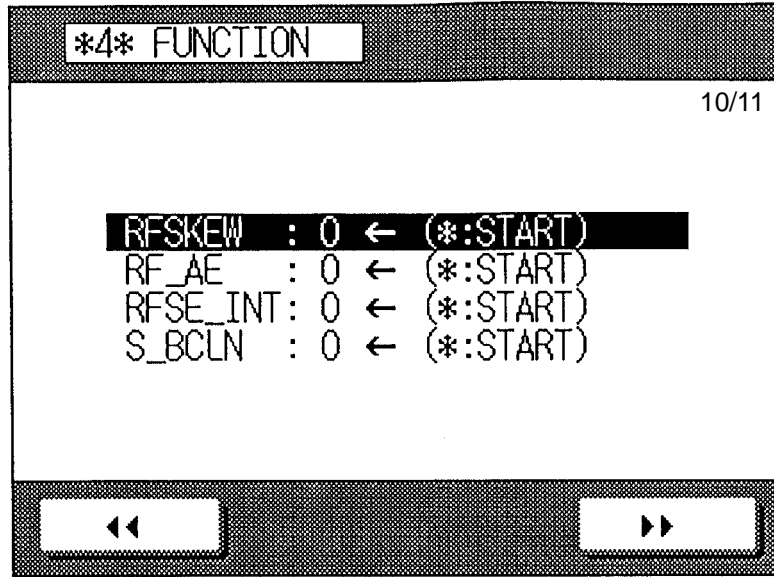 *4* FUNCTION
10/11
RFSKEW : 0 ← (*:START)
RF_AE : 0 ← (*:START)
RFSE_INT: 0 ← (*:START)
S_BCLN : 0 ← (*:START)